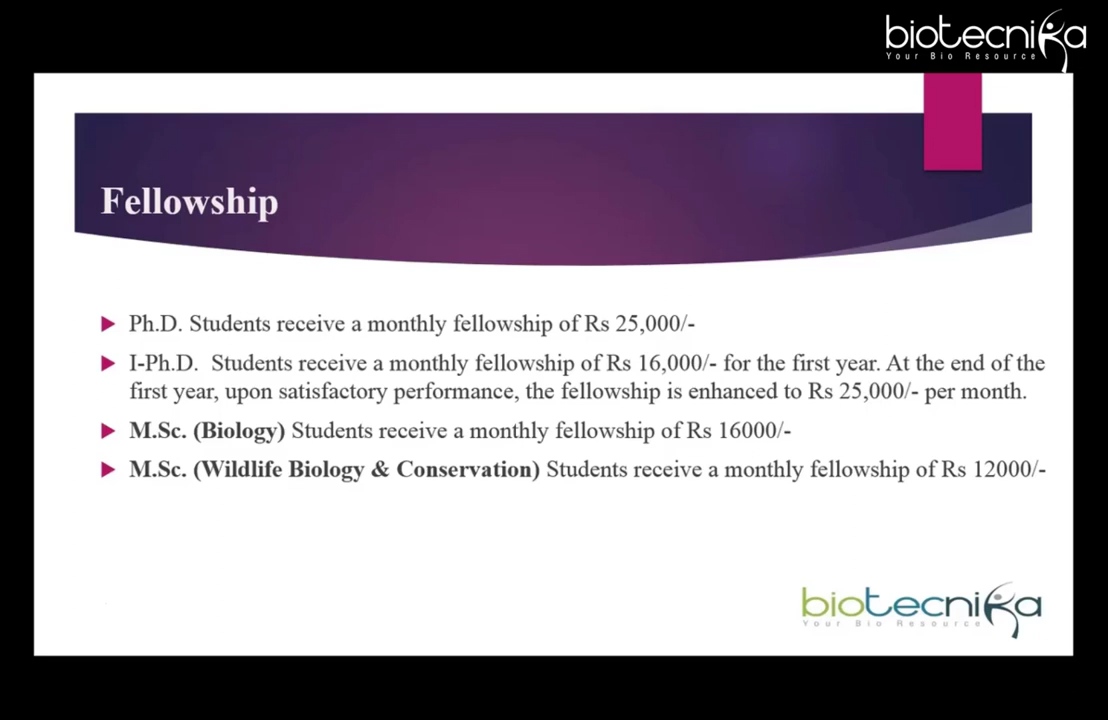 biotecnika
Your Bio Resource
Fellowship
Ph.D. Students receive a monthly fellowship of Rs 25,000/-
I-Ph.D. Students receive a monthly fellowship of Rs 16,000/- for the first year. At the end of the
first year, upon satisfactory performance, the fellowship is enhanced to Rs 25,000/- per month.
M.Sc. (Biology) Students receive a monthly fellowship of Rs 16000/-
M.Sc. (Wildlife Biology & Conservation) Students receive a monthly fellowship of Rs 12000/-
biotecnika
Your Bio Resource